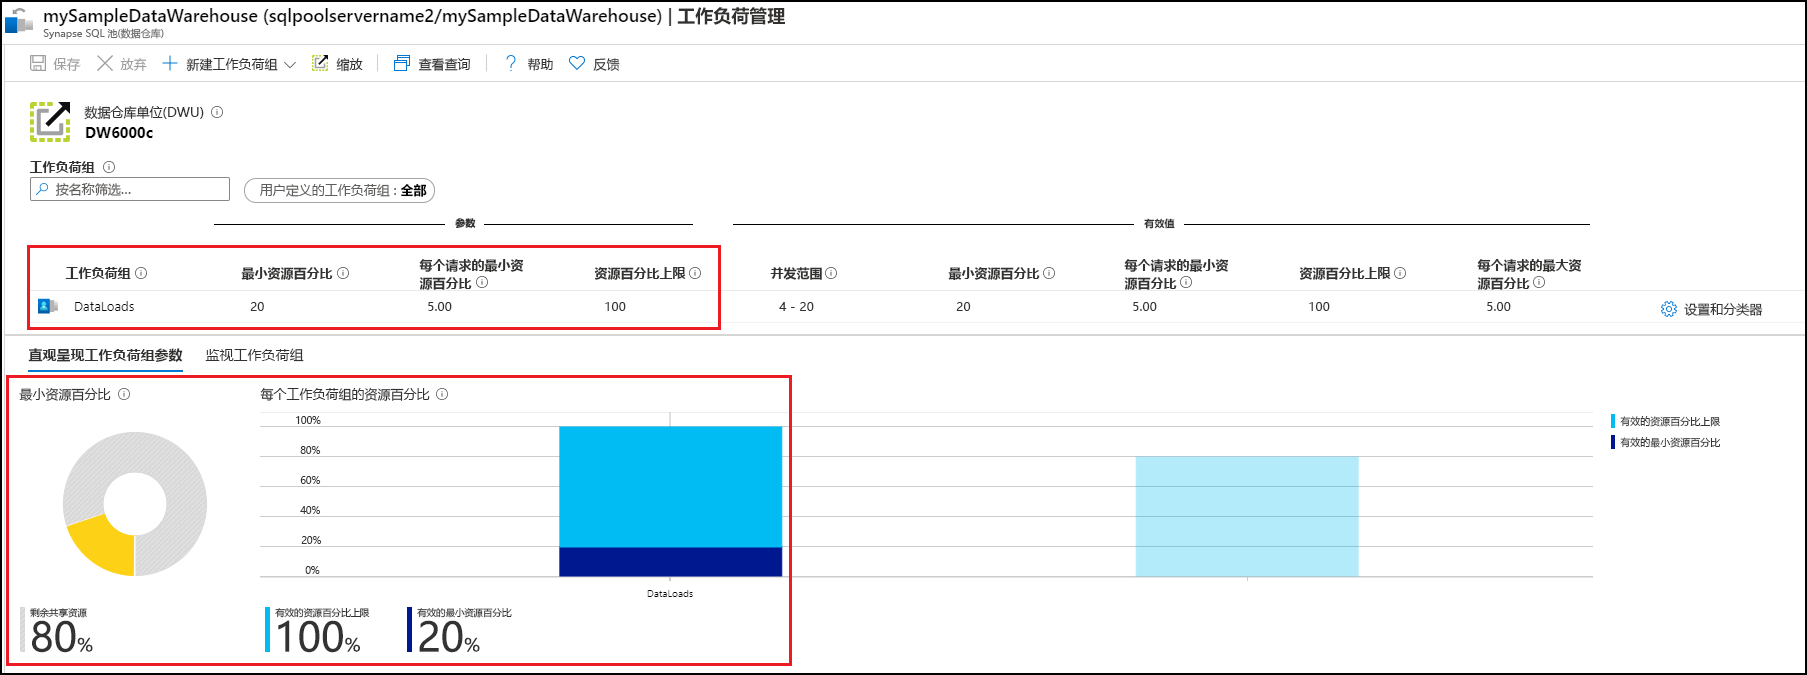 mySampleDataWarehouse (sqlpoolservername2/mySampleDataWarehouse) | 工作负荷管理
Synapse SQL 池(数据仓库)
保存 放弃 新建工作负荷组 缩放 查看查询 帮助 反馈
数据仓库单位(DWU)
DW6000c
工作负荷组
按名称筛选... 用户定义的工作负荷组 : 全部
参数 有效值
工作负荷组 最小资源百分比 每个请求的最小资 资源百分比上限 并发范围 最小资源百分比 每个请求的最小资 资源百分比上限 每个请求的最大资
源百分比 源百分比 源百分比
DataLoads 20 5.00 100 4 - 20 20 5.00 100 5.00 设置和分类器
直观呈现工作负荷组参数 监视工作负荷组
最小资源百分比 每个工作负荷组的资源百分比
100%
80%
60%
40%
20%
0%
DataLoads
有效的资源百分比上限
有效的最小资源百分比
剩余共享资源 有效的资源百分比上限 有效的最小资源百分比
80% 100% 20%